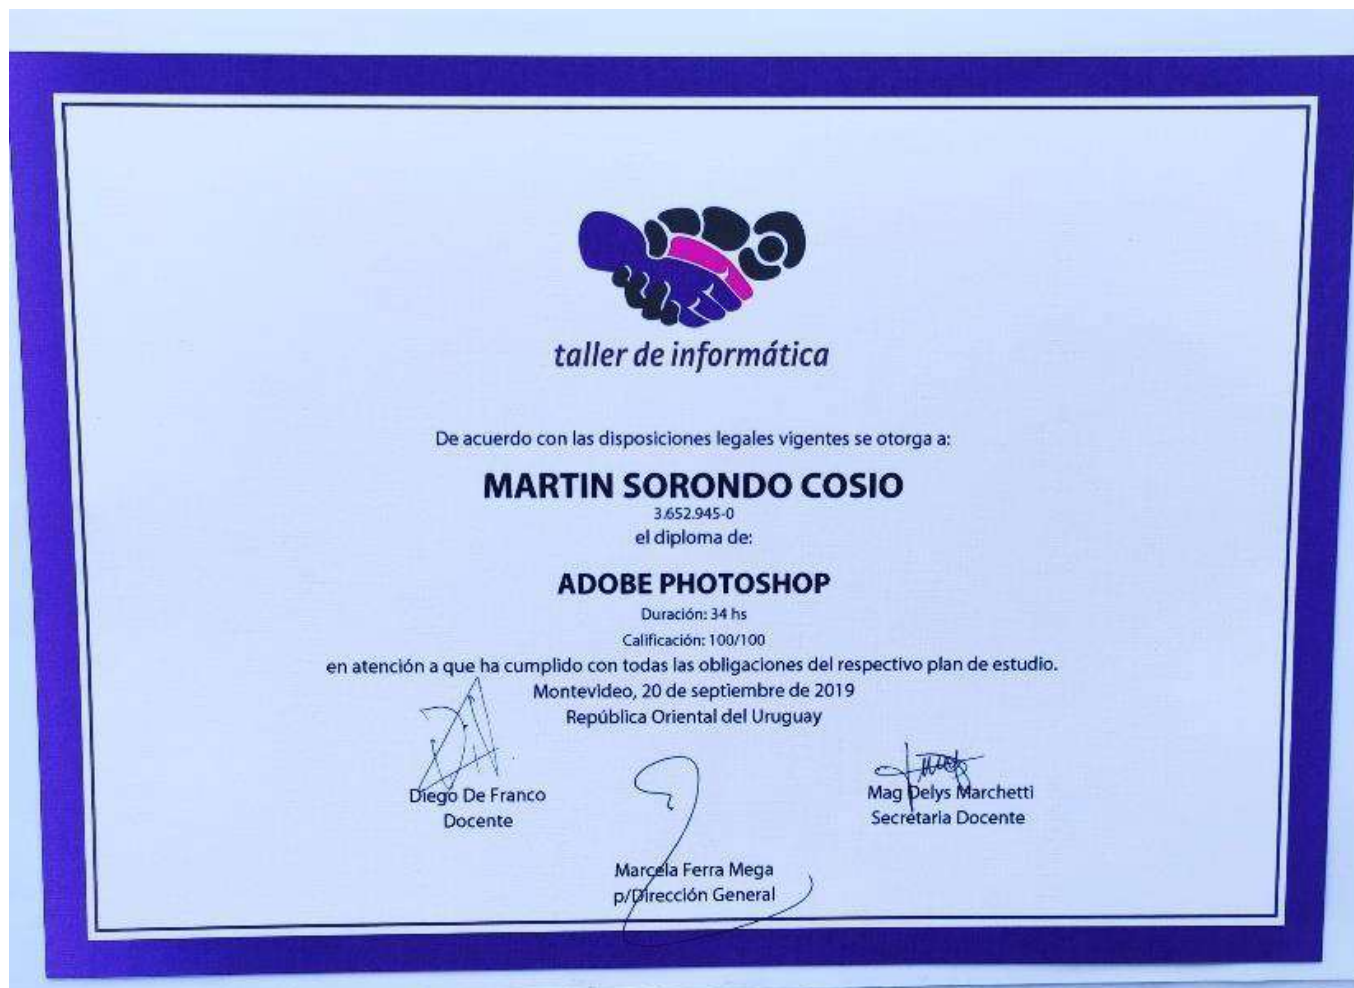 taller de informática
De acuerdo con las disposiciones legales vigentes se otorga a:
MARTIN SORONDO COSIO
3.652.945-0
el diploma de:
ADOBE PHOTOSHOP
Duración: 34 hs
Calificación: 100/100
en atención a que ha cumplido con todas las obligaciones del respectivo plan de estudio.
Montevideo, 20 de septiembre de 2019
República Oriental del Uruguay
Diego De Franco
Docente
Mag Delys Marchetti
Secretaria Docente
Marcela Ferra Mega
p/Dirección General